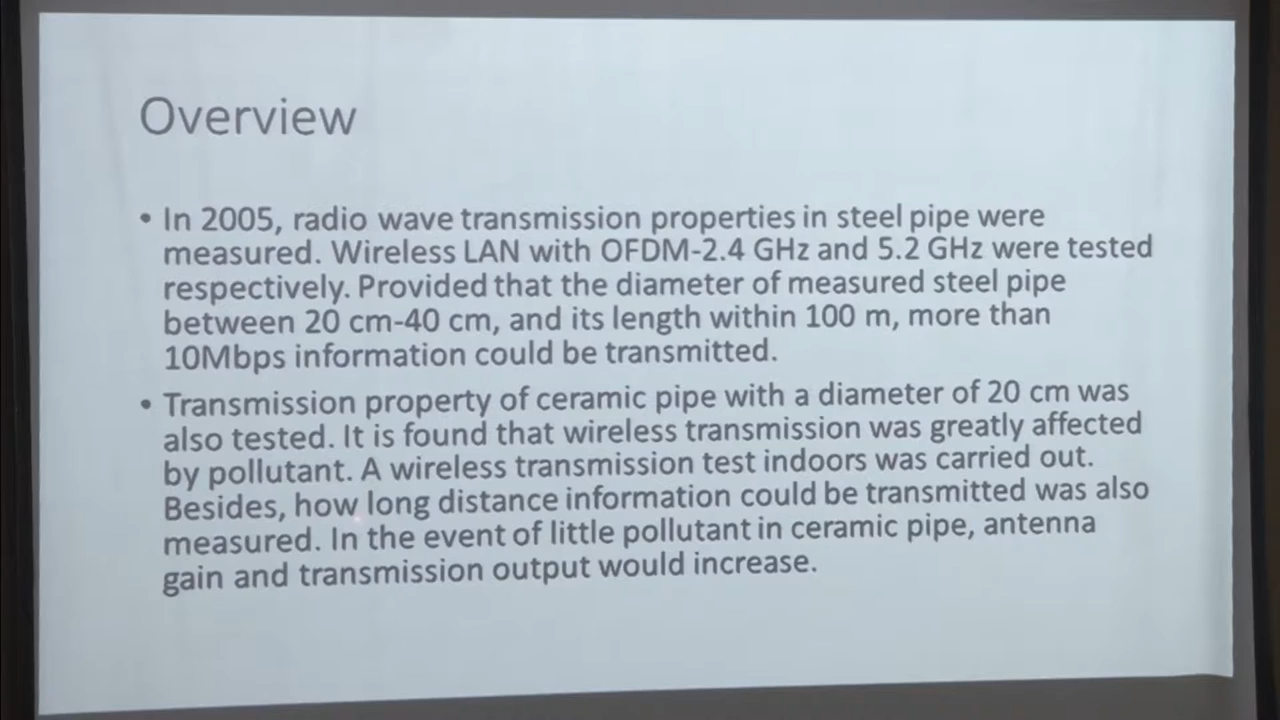 Overview
• In 2005, radio wave transmission properties in steel pipe were
measured. Wireless LAN with OFDM-2.4 GHz and 5.2 GHz were tested
respectively. Provided that the diameter of measured steel pipe
between 20 cm-40 cm, and its length within 100 m, more than
10Mbps information could be transmitted.
• Transmission property of ceramic pipe with a diameter of 20 cm was
also tested. It is found that wireless transmission was greatly affected
by pollutant. A wireless transmission test indoors was carried out.
Besides, how long distance information could be transmitted was also
measured. In the event of little pollutant in ceramic pipe, antenna
gain and transmission output would increase.